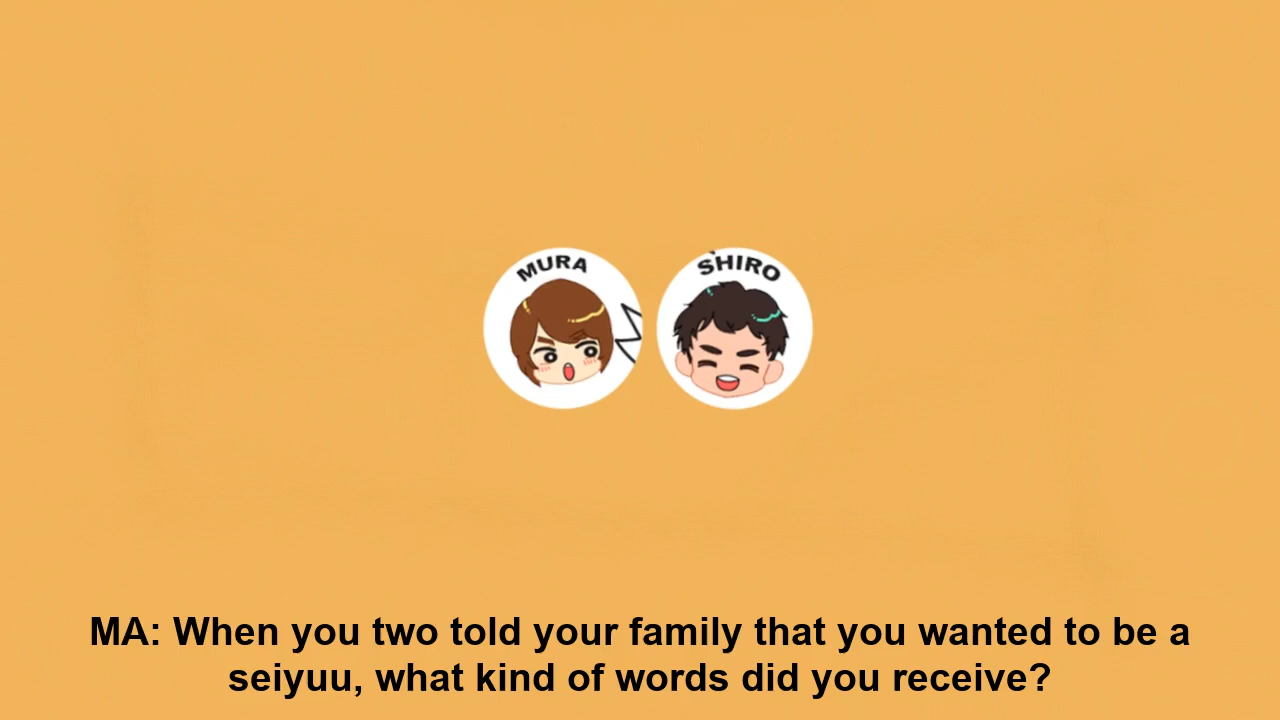 MURA
SHIRO
MA: When you two told your family that you wanted to be a
seiyuu, what kind of words did you receive?